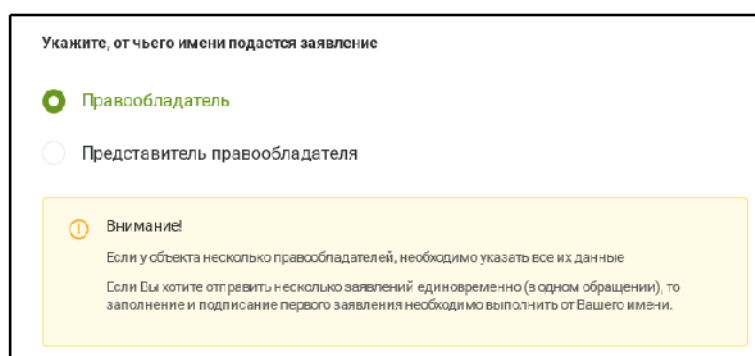 Укажите, от чьего имени подается заявление
Правообладатель
Представитель правообладателя
Внимание!
Если у объекта несколько правообладателей, необходимо указать все их данные
Если Вы хотите отправить несколько заявлений единовременно (в одном обращении), то
заполнение и подписание первого заявления необходимо выполнить от Вашего имени.